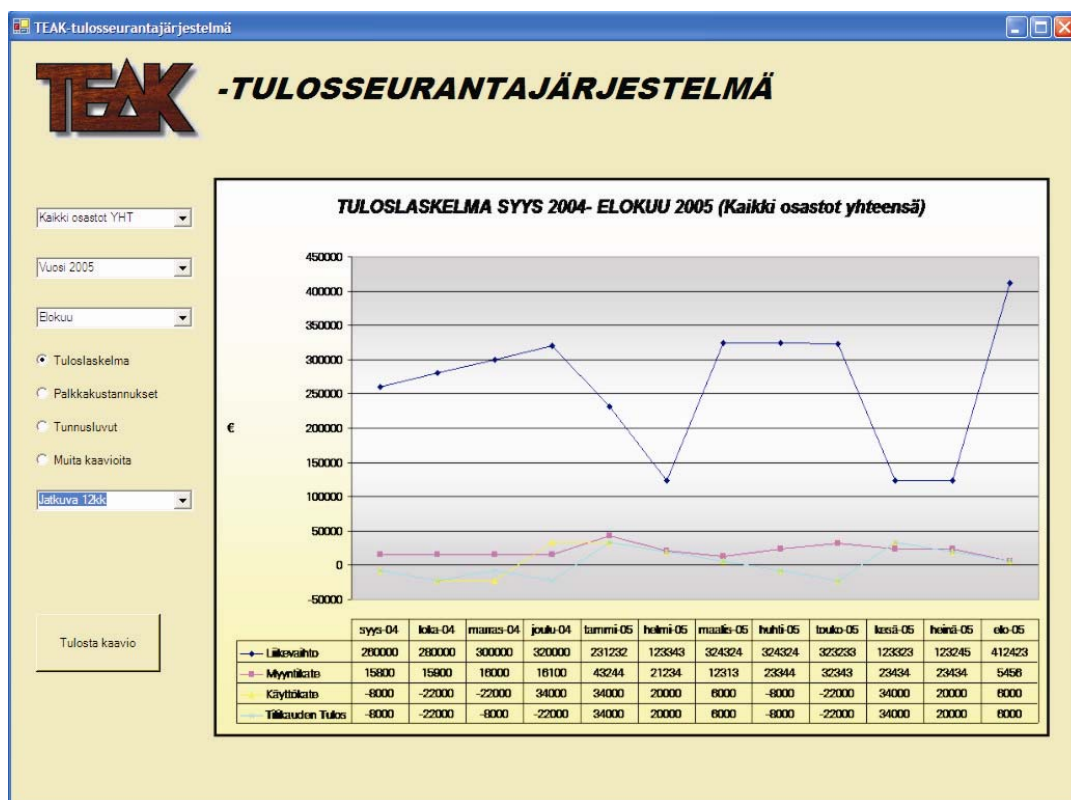 TEAK-tulosseurantajärjestelmä
TEAK -TULOSSEURANTAJÄRJESTELMÄ
Kaikki osastot YHT
Vuosi 2005
Elokuu
Tuloslaskelma
Palkkakustannukset
Tunnusluvut
Muita kaavioita
Jatkuva 12kk
Tulosta kaavio
TULOSLASKELMA SYYS 2004- ELOKUU 2005 (Kaikki osastot yhteensä)
€
450000
400000
350000
300000
250000
200000
150000
100000
50000
0
-50000
syys-04 loka-04 marras-04 joulu-04 tammi-05 helmi-05 maalis-05 huhti-05 touko-05 kesä-05 heinä-05 elo-05
Liikevaihto 260000 280000 300000 320000 231232 123343 324324 324324 323233 123323 123245 412423
Myyntikate 15800 15900 16000 16100 43244 21234 12313 23344 32343 23434 23434 5456
Käyttökate -8000 -22000 -22000 34000 34000 20000 6000 -8000 -22000 34000 20000 6000
Tilikauden Tulos -8000 -22000 -8000 -22000 34000 20000 6000 -8000 -22000 34000 20000 6000